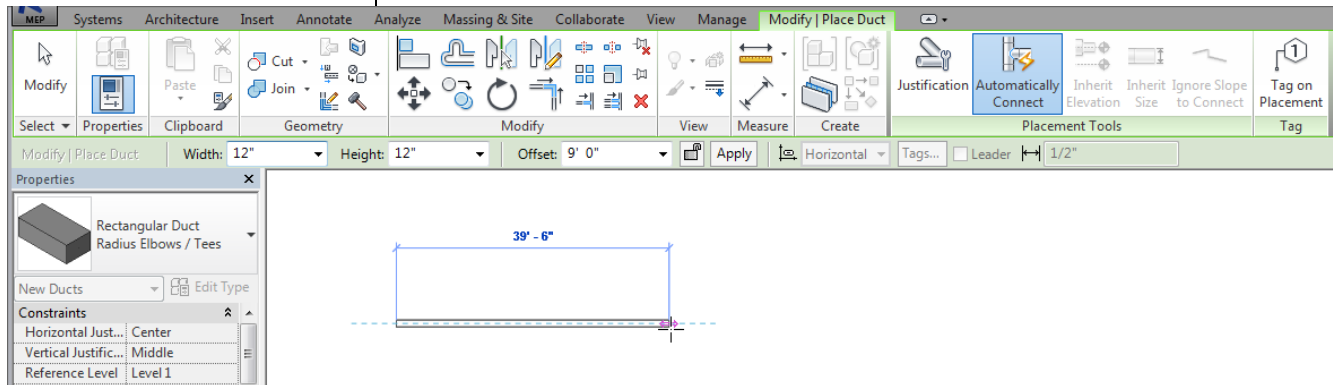 MEP Systems Architecture Insert Annotate Analyze Massing & Site Collaborate View Manage Modify | Place Duct
Modify
Paste
Cut
Join
Justification
Automatically
Connect
Inherit
Elevation
Inherit
Size
Ignore Slope
to Connect
1
Tag on
Placement
Select Properties Clipboard Geometry Modify View Measure Create Placement Tools Tag
Modify | Place Duct Width: 12" Height: 12" Offset: 9' 0" Apply Horizontal Tags... Leader 1/2"
Properties
Rectangular Duct
Radius Elbows / Tees
New Ducts Edit Type
Constraints
Horizontal Just... Center
Vertical Justific... Middle
Reference Level Level 1
39' - 6"